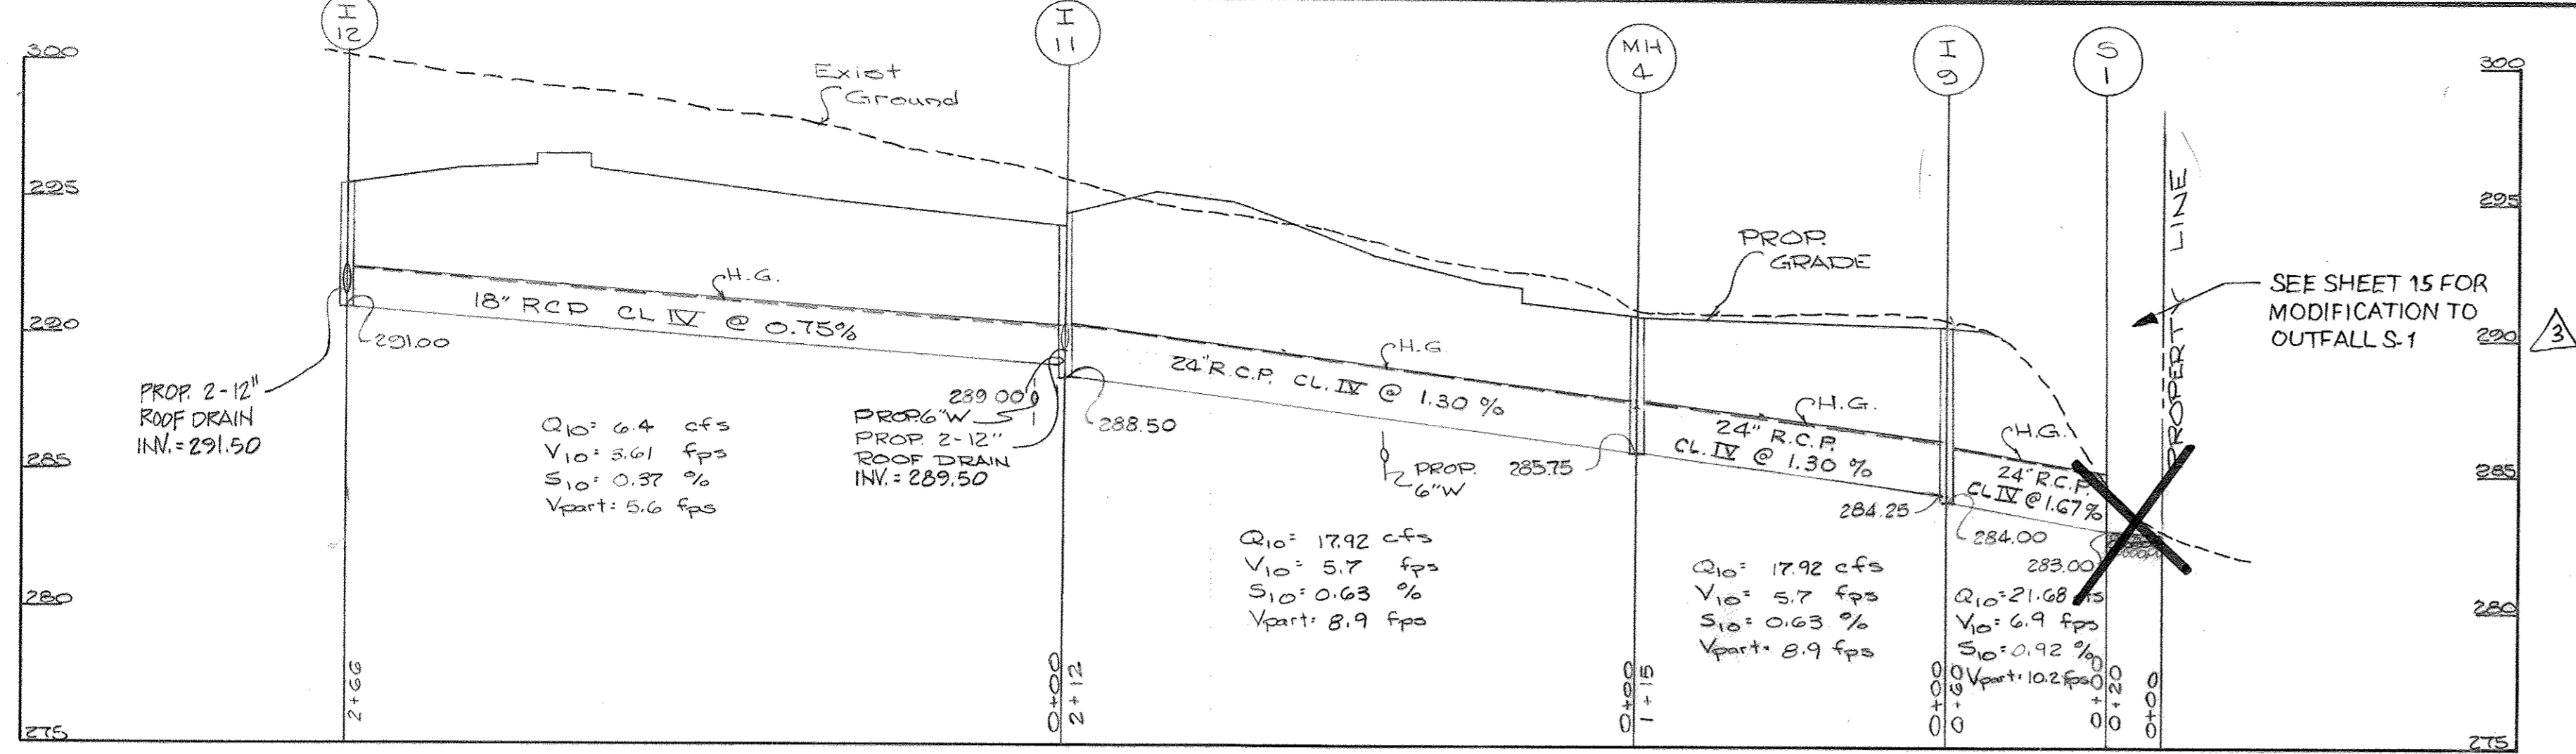 I
12
I
11
MH
4
I
9
S
1
300
295
290
285
280
275
Exist
Ground
H.G.
18" RCP CL IV @ 0.75%
291.00
PROP. 2-12"
ROOF DRAIN
INV. = 291.50
Q10= 6.4 cfs
V10= 3.61 fps
S10= 0.37 %
Vpart: 5.6 fps
289.00
PROP. 6"W
PROP. 2-12"
ROOF DRAIN
INV. = 289.50
288.50
H.G.
24" R.C.P. CL. IV @ 1.30 %
PROP.
6"W
285.75
Q10= 17.92 cfs
V10= 5.7 fps
S10= 0.63 %
Vpart: 8.9 fps
PROP.
GRADE
H.G.
24" R.C.P.
CL. IV @ 1.30 %
284.25
Q10= 17.92 cfs
V10= 5.7 fps
S10= 0.63 %
Vpart: 8.9 fps
H.G.
24" R.C.P.
CL IV @ 1.67%
284.00
283.00
Q10=21.68
V10= 6.9 fps
S10= 0.92 %
Vpart: 10.2 fps
PROPERTY LINE
SEE SHEET 15 FOR
MODIFICATION TO
OUTFALL S-1
3
300
295
290
285
280
275
2+66
0+00
2+12
0+00
1+15
0+00
0+60
0+20
0+00